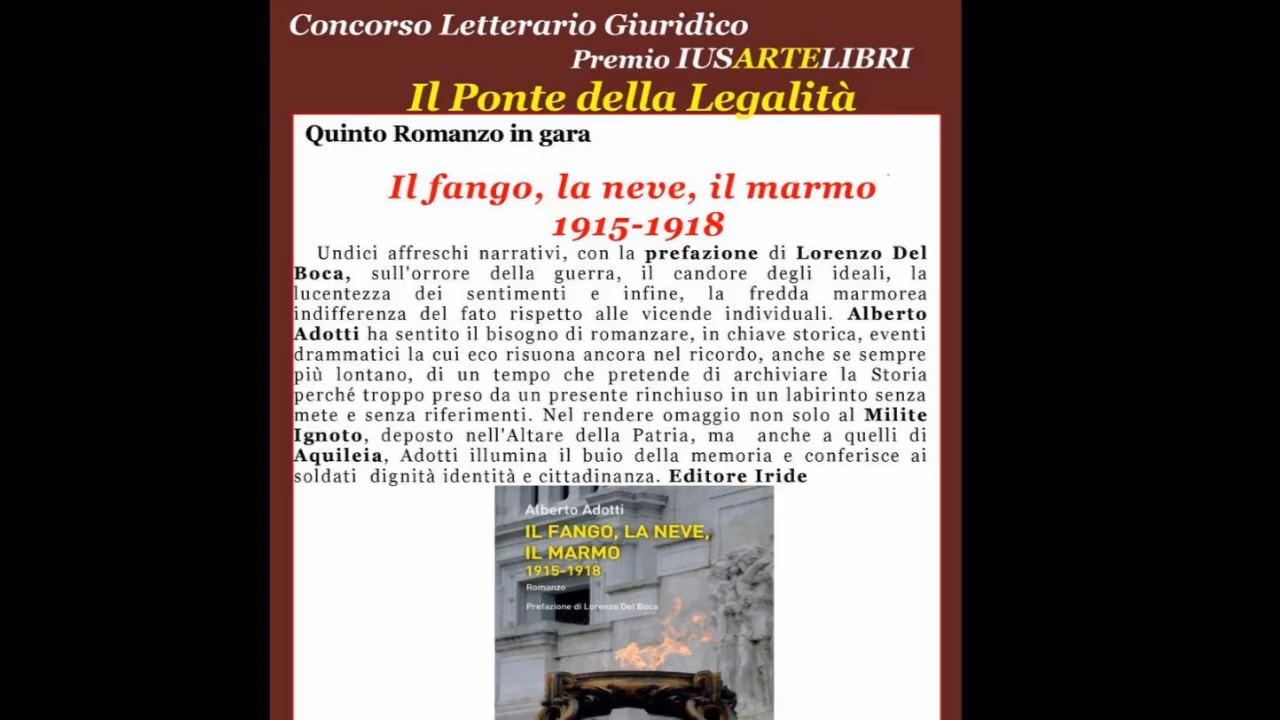 Concorso Letterario Giuridico
Premio IUSARTELIBRI
Il Ponte della Legalità
Quinto Romanzo in gara
Il fango, la neve, il marmo
1915-1918
Undici affreschi narrativi, con la prefazione di Lorenzo Del
Boca, sull'orrore della guerra, il candore degli ideali, la
lucentezza dei sentimenti e infine, la fredda marmorea
indifferenza del fato rispetto alle vicende individuali. Alberto
Adotti ha sentito il bisogno di romanzare, in chiave storica, eventi
drammatici la cui eco risuona ancora nel ricordo, anche se sempre
più lontano, di un tempo che pretende di archiviare la Storia
perché troppo preso da un presente rinchiuso in un labirinto senza
mete e senza riferimenti. Nel rendere omaggio non solo al Milite
Ignoto, deposto nell'Altare della Patria, ma anche a quelli di
Aquileia, Adotti illumina il buio della memoria e conferisce ai
soldati dignità identità e cittadinanza. Editore Iride
Alberto Adotti
IL FANGO, LA NEVE,
IL MARMO
1915-1918
Romanzo
Prefazione di Lorenzo Del Boca